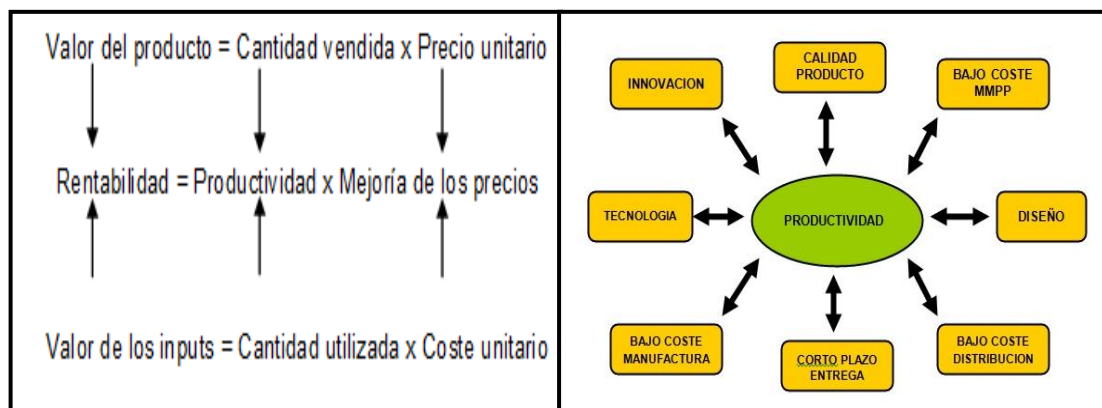 Valor del producto = Cantidad vendida x Precio unitario
Rentabilidad = Productividad x Mejoría de los precios
Valor de los inputs = Cantidad utilizada x Coste unitario
INNOVACION
CALIDAD
PRODUCTO
BAJO COSTE
MMPP
TECNOLOGIA
PRODUCTIVIDAD
DISEÑO
BAJO COSTE
MANUFACTURA
CORTO PLAZO
ENTREGA
BAJO COSTE
DISTRIBUCION